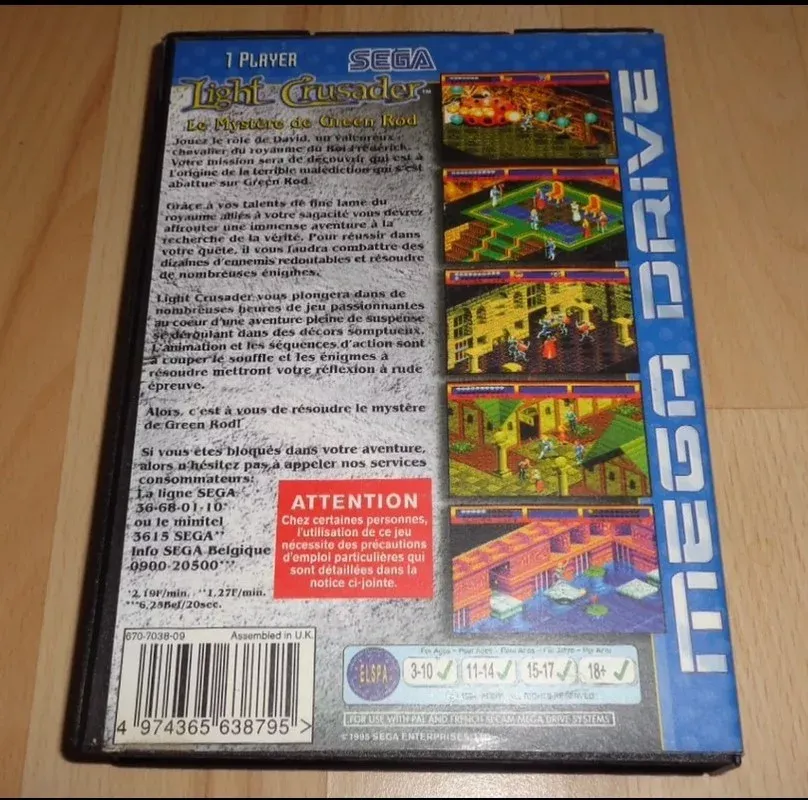 1 PLAYER
SEGA
Light Crusader™
Le Mystère de Green Rod
Jouez le rôle de David, un valeureux
chevalier du royaume du Roi Frédérick.
Votre mission sera de découvrir qui est à
l'origine de la terrible malédiction qui s'est
abattue sur Green Rod.
Grâce à vos talents de fine lame du
royaume alliés à votre sagacité vous devrez
affrouter une immense aventure à la
recherche de la vérité. Pour réussir dans
votre quête, il vous faudra combattre des
dizaines d'ennemis redoutables et résoudre
de nombreuses énigmes.
Light Crusader vous plongera dans de
nombreuses heures de jeu passionnantes
au coeur d'une aventure pleine de suspense
se déroulant dans des décors somptueux.
L'animation et les séquences d'action sont
à couper le souffle et les énigmes à
résoudre mettront votre réflexion à rude
épreuve.
Alors, c'est à vous de résoudre le mystère
de Green Rod!
Si vous êtes bloqués dans votre aventure,
alors n'hésitez pas à appeler nos services
consommateurs:
La ligne SEGA
36-68-01-10*
ou le minitel
3615 SEGA**
Info SEGA Belgique
0900-20500***
*2,19F/min. **1,27F/min.
***6,25Bef/20sec.
ATTENTION
Chez certaines personnes,
l'utilisation de ce jeu
nécessite des précautions
d'emploi particulières qui
sont détaillées dans la
notice ci-jointe.
MEGA DRIVE
670-7038-09
Assembled in U.K.
4 974365 638795 >
ELSPA
3-10 ✓ 11-14 ✓ 15-17 ✓ 18+ ✓
FOR USE WITH PAL AND FRENCH SECAM MEGA DRIVE SYSTEMS
©1995 SEGA ENTERPRISES, LTD.